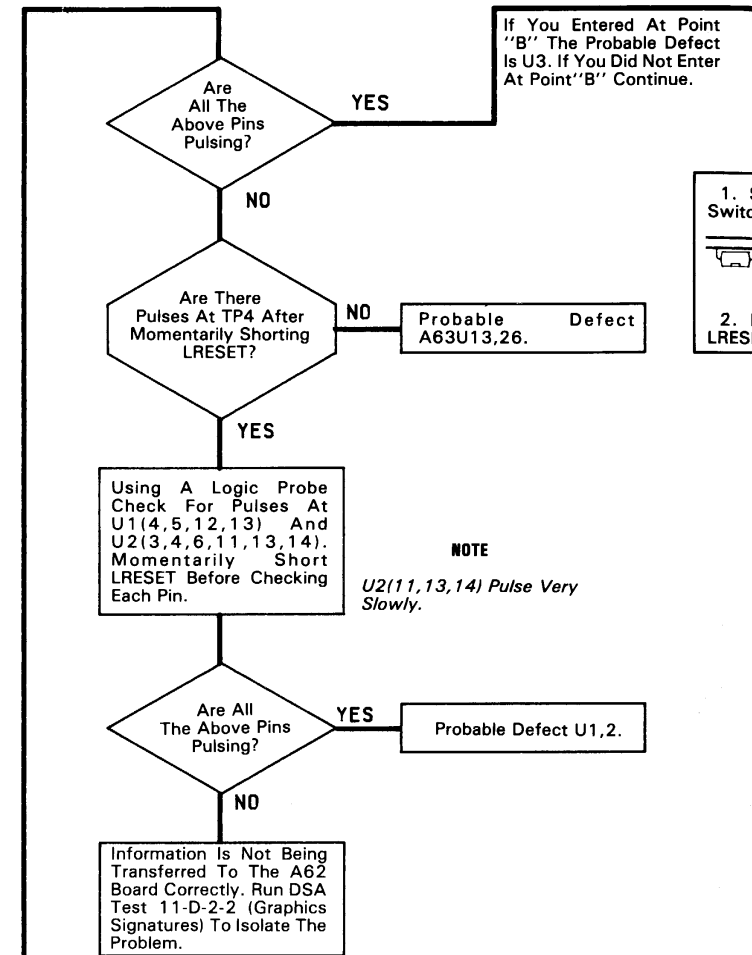 If You Entered At Point
''B'' The Probable Defect
Is U3. If You Did Not Enter
At Point''B'' Continue.
Are
All The
Above Pins
Pulsing?
YES
NO
1. S
Switc
2.
LRES
Are There
Pulses At TP4 After
Momentarily Shorting
LRESET?
NO
Probable Defect
A63U13,26.
YES
Using A Logic Probe
Check For Pulses At
U1(4,5,12,13) And
U2(3,4,6,11,13,14).
Momentarily Short
LRESET Before Checking
Each Pin.
NOTE
U2(11,13,14) Pulse Very
Slowly.
Are All
The Above Pins
Pulsing?
YES
Probable Defect U1,2.
NO
Information Is Not Being
Transferred To The A62
Board Correctly. Run DSA
Test 11-D-2-2 (Graphics
Signatures) To Isolate The
Problem.